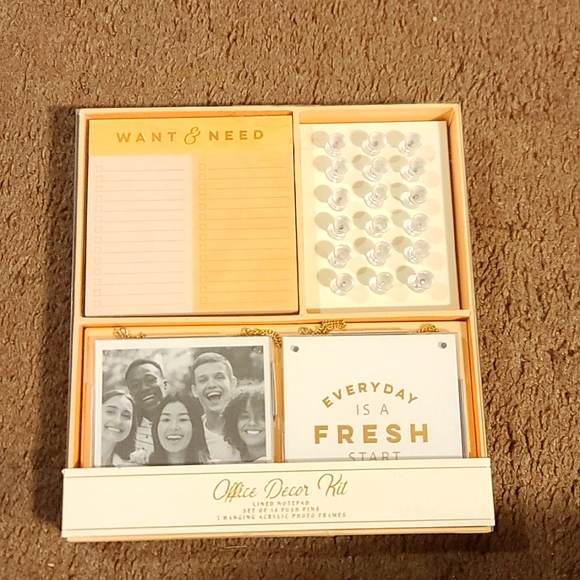 WANT & NEED
EVERYDAY
IS A
FRESH
START
Office Decor Kit
LINED NOTEPAD
SET OF 18 PUSH PINS
2 HANGING ACRYLIC PHOTO FRAMES